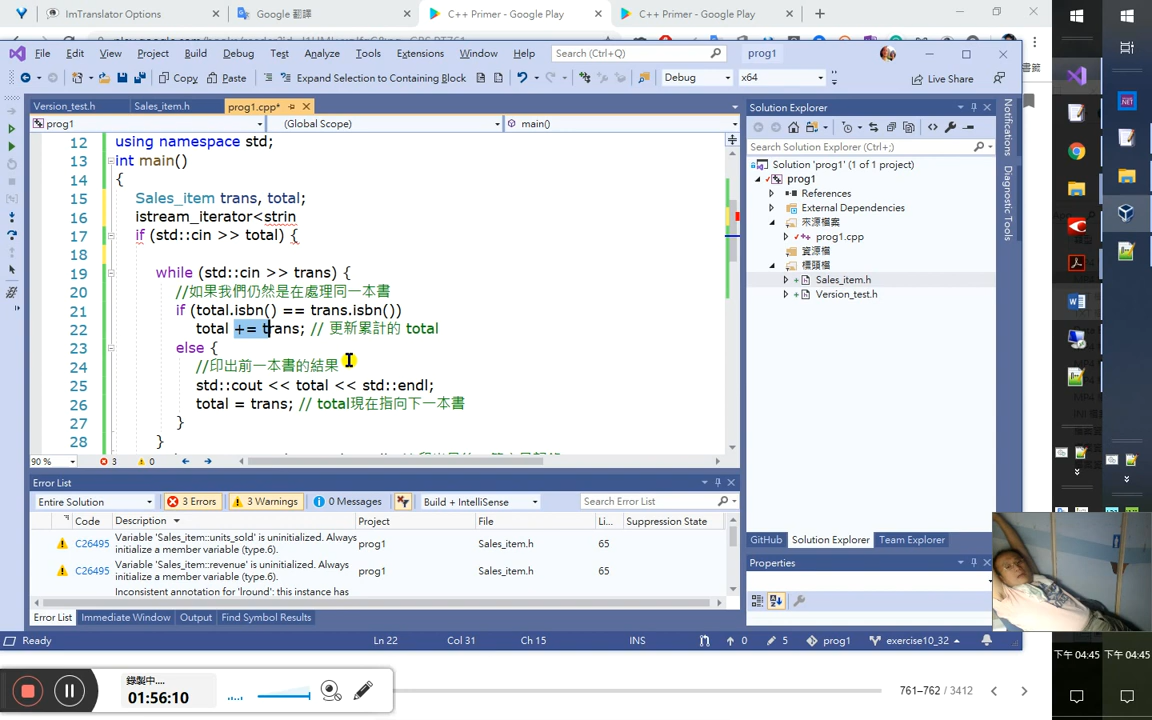 ImTranslator Options
Google 翻譯
C++ Primer - Google Play
C++ Primer - Google Play
File Edit View Project Build Debug Test Analyze Tools Extensions Window Help Search (Ctrl+Q) prog1
Copy Paste Expand Selection to Containing Block Debug x64 Live Share
Version_test.h Sales_item.h prog1.cpp*
prog1 (Global Scope) main()
12 using namespace std;
13 int main()
14 {
15 Sales_item trans, total;
16 istream_iterator<strin
17 if (std::cin >> total) {
18
19 while (std::cin >> trans) {
20 //如果我們仍然是在處理同一本書
21 if (total.isbn() == trans.isbn())
22 total += trans; // 更新累計的 total
23 else {
24 //印出前一本書的結果
25 std::cout << total << std::endl;
26 total = trans; // total現在指向下一本書
27 }
28 }
90 % 3 0
Error List
Entire Solution 3 Errors 3 Warnings 0 Messages Build + IntelliSense Search Error List
Code Description Project File Li... Suppression State
C26495 Variable 'Sales_item::units_sold' is uninitialized. Always initialize a member variable (type.6). prog1 Sales_item.h 65
C26495 Variable 'Sales_item::revenue' is uninitialized. Always initialize a member variable (type.6). prog1 Sales_item.h 65
Inconsistent annotation for 'lround': this instance has
Error List Immediate Window Output Find Symbol Results
Ready Ln 22 Col 31 Ch 15 INS 0 5 prog1 exercise10_32
Solution Explorer
Search Solution Explorer (Ctrl+;)
Solution 'prog1' (1 of 1 project)
prog1
References
External Dependencies
來源檔案
prog1.cpp
資源檔
標頭檔
Sales_item.h
Version_test.h
GitHub Solution Explorer Team Explorer
Properties
Notifications
Diagnostic Tools
錄製中....
01:56:10
761–762 / 3412
下午 04:45
下午 04:45